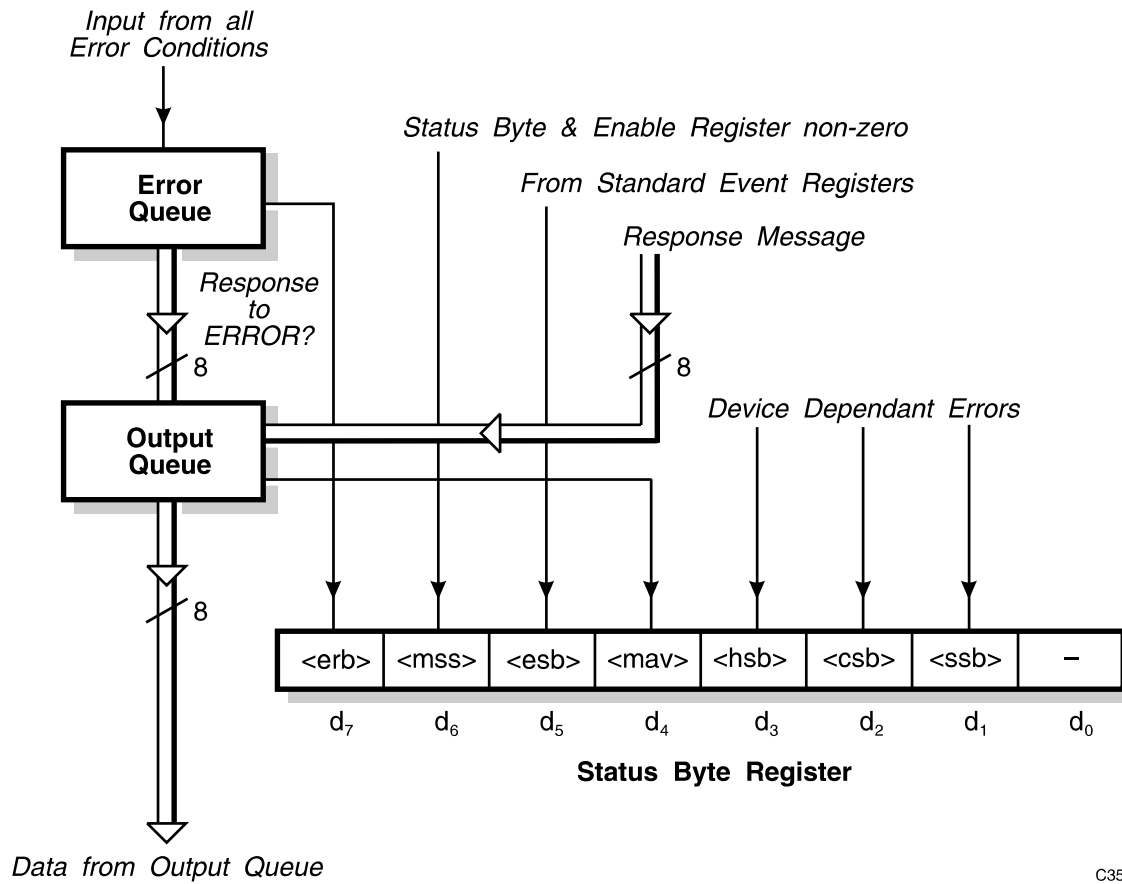 Input from all
Error Conditions
Status Byte & Enable Register non-zero
From Standard Event Registers
Response Message
Error
Queue
Response
to
ERROR?
8
8
Device Dependant Errors
Output
Queue
8
<erb> <mss> <esb> <mav> <hsb> <csb> <ssb> –
d₇ d₆ d₅ d₄ d₃ d₂ d₁ d₀
Status Byte Register
Data from Output Queue
C35